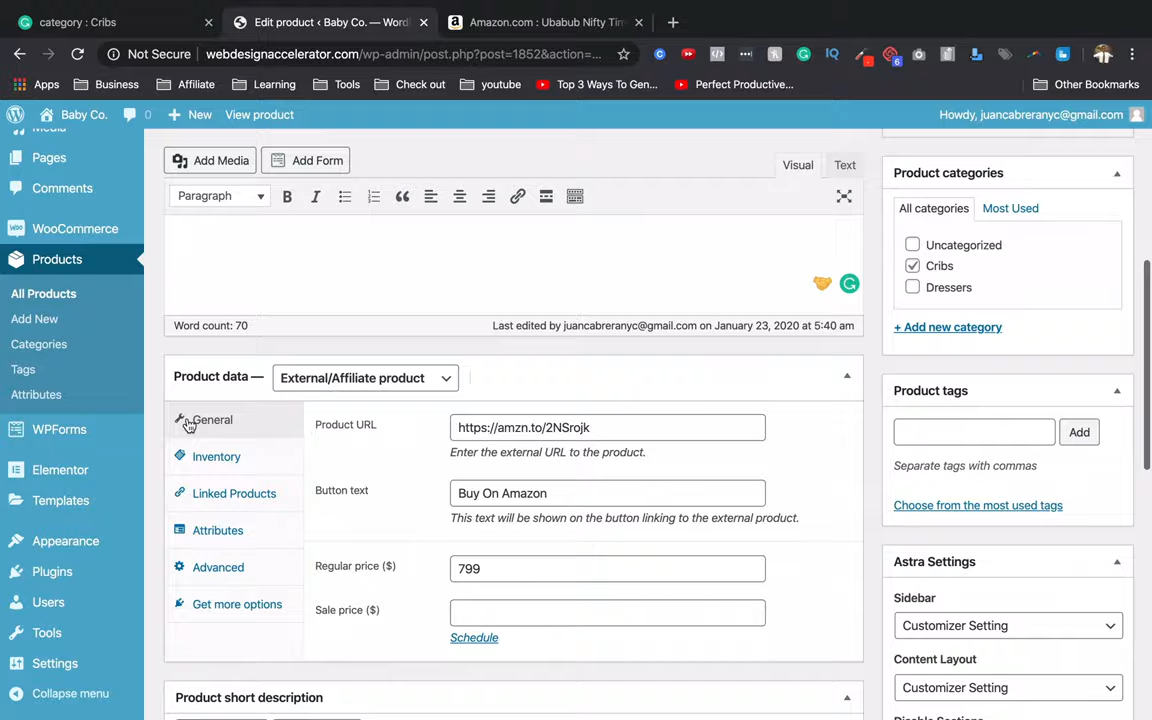 category : Cribs
Edit product ‹ Baby Co. — Word
Amazon.com : Ubabub Nifty Tim
Not Secure
webdesignaccelerator.com/wp-admin/post.php?post=1852&action=...
Apps
Business
Affiliate
Learning
Tools
Check out
youtube
Top 3 Ways To Gen...
Perfect Productive...
Other Bookmarks
Baby Co.
0
New
View product
Howdy, juancabreranyc@gmail.com
Media
Pages
Comments
WooCommerce
Products
All Products
Add New
Categories
Tags
Attributes
WPForms
Elementor
Templates
Appearance
Plugins
Users
Tools
Settings
Collapse menu
Add Media
Add Form
Visual
Text
Paragraph
Word count: 70
Last edited by juancabreranyc@gmail.com on January 23, 2020 at 5:40 am
Product data —
External/Affiliate product
General
Inventory
Linked Products
Attributes
Advanced
Get more options
Product URL
https://amzn.to/2NSrojk
Enter the external URL to the product.
Button text
Buy On Amazon
This text will be shown on the button linking to the external product.
Regular price ($)
799
Sale price ($)
Schedule
Product short description
Product categories
All categories
Most Used
Uncategorized
Cribs
Dressers
+ Add new category
Product tags
Add
Separate tags with commas
Choose from the most used tags
Astra Settings
Sidebar
Customizer Setting
Content Layout
Customizer Setting